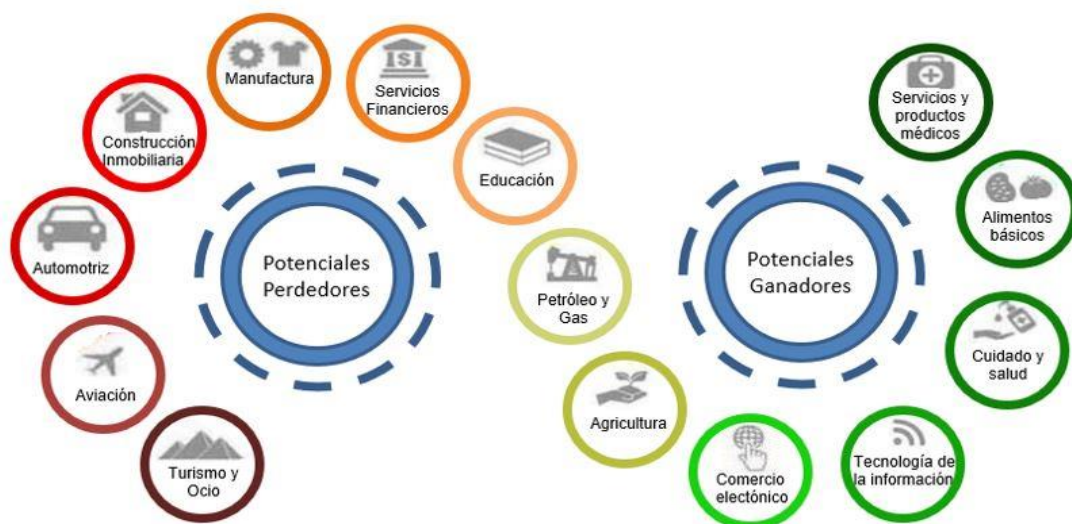 Manufactura
Servicios
Financieros
Construcción
Inmobiliaria
Educación
Automotriz
Potenciales
Perdedores
Petróleo y
Gas
Aviación
Agricultura
Turismo y
Ocio
Servicios y
productos
médicos
Alimentos
básicos
Potenciales
Ganadores
Cuidado y
salud
Tecnología de
la información
Comercio
electónico